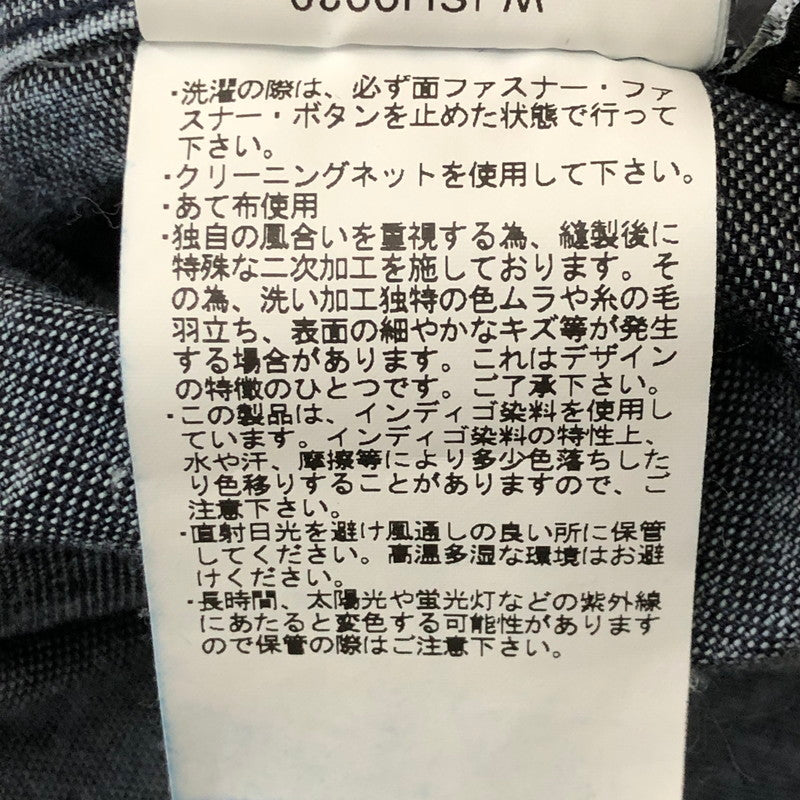 ・洗濯の際は、必ず面ファスナー・ファ
スナー・ボタンを止めた状態で行って
下さい。
・クリーニングネットを使用して下さい。
・あて布使用
・独自の風合いを重視する為、縫製後に
特殊な二次加工を施しております。そ
の為、洗い加工独特の色ムラや糸の毛
羽立ち、表面の細やかなキズ等が発生
する場合があります。これはデザイン
の特徴のひとつです。ご了承下さい。
・この製品は、インディゴ染料を使用し
ています。インディゴ染料の特性上、
水や汗、摩擦等により多少色落ちした
り色移りすることがありますので、ご
注意下さい。
・直射日光を避け風通しの良い所に保管
してください。高温多湿な環境はお避
けください。
・長時間、太陽光や蛍光灯などの紫外線
にあたると変色する可能性があります
ので保管の際はご注意下さい。